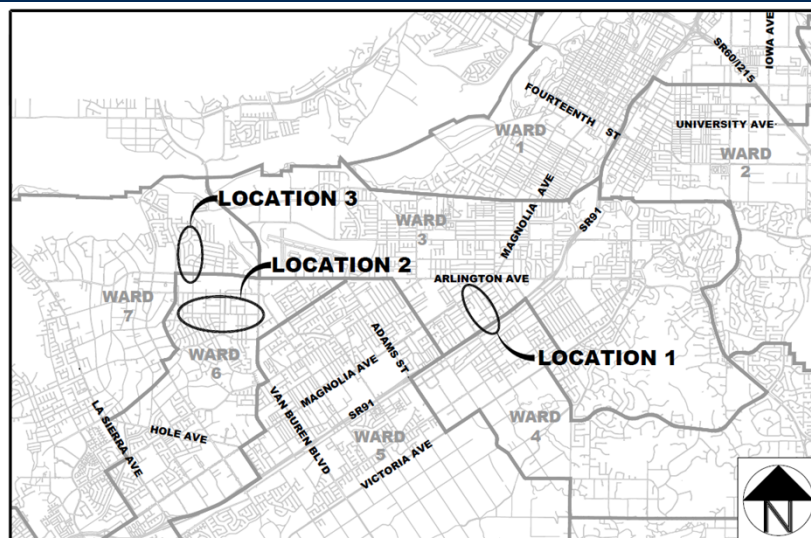 SR60/I215
IOWA AVE
FOURTEENTH ST
UNIVERSITY AVE
WARD
1
WARD
2
LOCATION 3
MAGNOLIA AVE
SR91
WARD
3
LOCATION 2
ARLINGTON AVE
WARD
7
WARD
6
ADAMS ST
MAGNOLIA AVE
LOCATION 1
LA SIERRA AVE
HOLE AVE
VAN BUREN BLVD
SR91
WARD
5
VICTORIA AVE
WARD
4
N